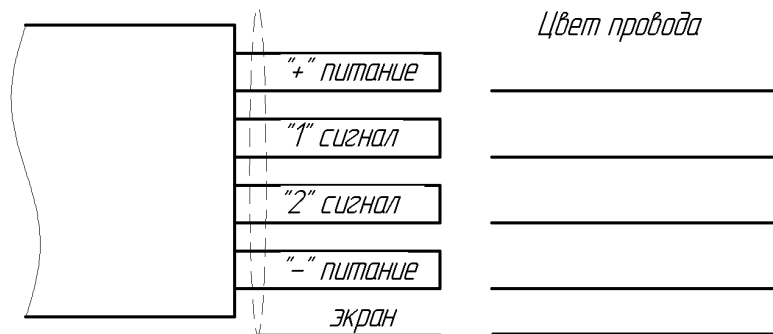 Цвет провода
"+" питание
"1" сигнал
"2" сигнал
"–" питание
экран